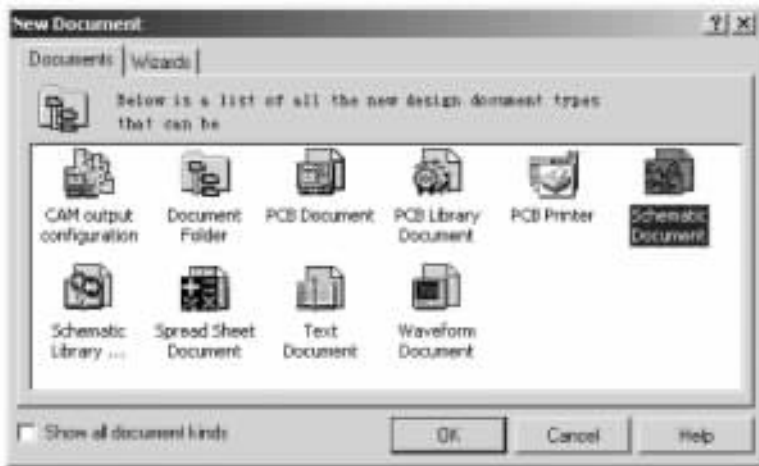 New Document
Documents Wizards
Below is a list of all the new design document types
that can be
CAM output
configuration
Document
Folder
PCB Document
PCB Library
Document
PCB Printer
Schematic
Document
Schematic
Library ...
Spread Sheet
Document
Text
Document
Waveform
Document
Show all document kinds
OK
Cancel
Help